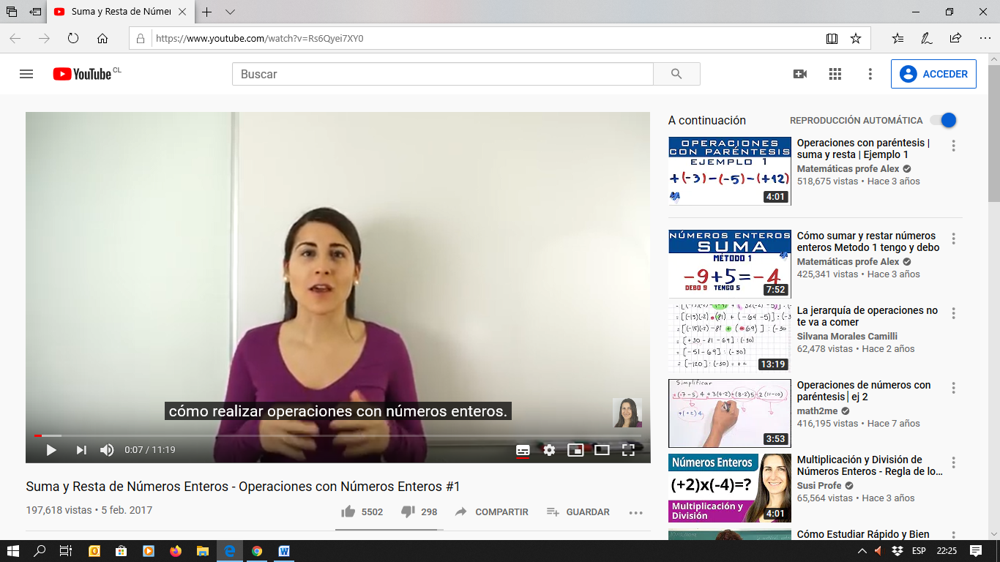 Suma y Resta de Númer
https://www.youtube.com/watch?v=Rs6Qyei7XY0
YouTube CL
Buscar
ACCEDER
cómo realizar operaciones con números enteros.
0:07 / 11:19
Suma y Resta de Números Enteros - Operaciones con Números Enteros #1
197,618 vistas • 5 feb. 2017
5502
298
COMPARTIR
GUARDAR
A continuación
REPRODUCCIÓN AUTOMÁTICA
OPERACIONES
CON PARÉNTESIS
EJEMPLO 1
+(-3)-(-5)-(+12)
4:01
Operaciones con paréntesis |
suma y resta | Ejemplo 1
Matemáticas profe Alex
518,675 vistas • Hace 3 años
NÚMEROS ENTEROS
SUMA
MÉTODO 1
-9+5=-4
DEBO 9 TENGO 5
7:52
Cómo sumar y restar números
enteros Metodo 1 tengo y debo
Matemáticas profe Alex
425,341 vistas • Hace 3 años
= [-51-69] : (-30)
= [-120] : (-30) = +4
13:19
La jerarquía de operaciones no
te va a comer
Silvana Morales Camilli
62,478 vistas • Hace 2 años
Simplificar
3:53
Operaciones de números con
paréntesis│ej 2
math2me
416,195 vistas • Hace 7 años
Números Enteros
(+2)x(-4)=?
Multiplicación y
División
4:01
Multiplicación y División de
Números Enteros - Regla de lo...
Susi Profe
65,564 vistas • Hace 3 años
Cómo Estudiar Rápido y Bien
ESP
22:25